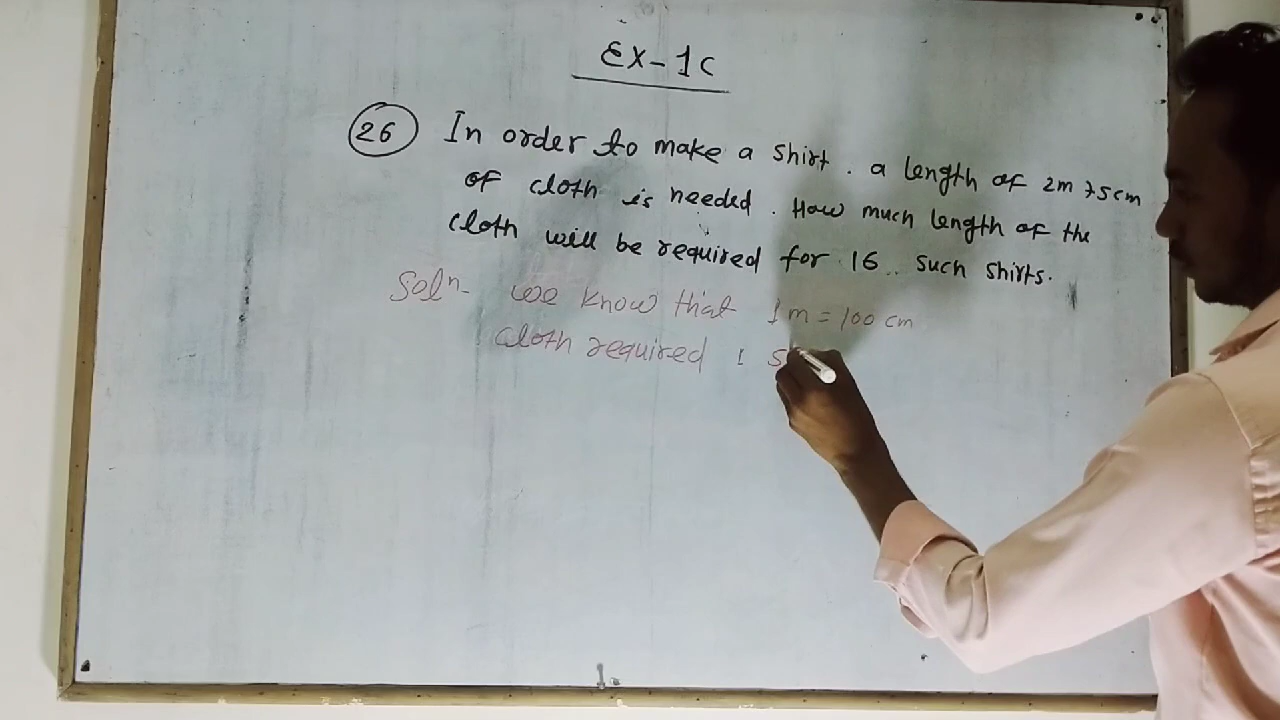 EX-1C
26 In order to make a shirt. a length of 2m 75cm
of cloth is needed. How much length of the
cloth will be required for 16 such shirts.
Solⁿ- we know that 1m = 100 cm
cloth required 1 s